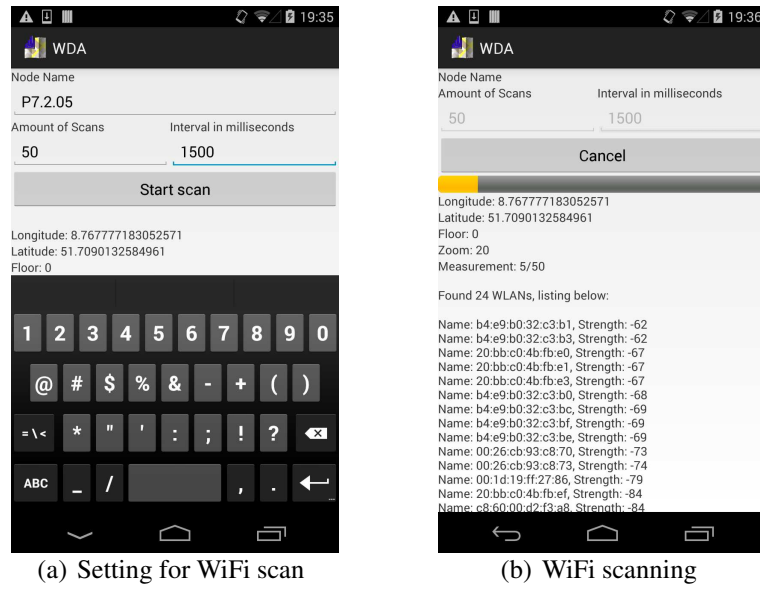 19:35
WDA
Node Name
P7.2.05
Amount of Scans Interval in milliseconds
50 1500
Start scan
Longitude: 8.767777183052571
Latitude: 51.7090132584961
Floor: 0
1 2 3 4 5 6 7 8 9 0
@ # $ % & - + ( )
= \ < * " ' : ; ! ?
ABC _ / , . ...
(a) Setting for WiFi scan
19:36
WDA
Node Name
Amount of Scans Interval in milliseconds
50 1500
Cancel
Longitude: 8.767777183052571
Latitude: 51.7090132584961
Floor: 0
Zoom: 20
Measurement: 5/50
Found 24 WLANs, listing below:
Name: b4:e9:b0:32:c3:b1, Strength: -62
Name: b4:e9:b0:32:c3:b3, Strength: -62
Name: 20:bb:c0:4b:fb:e0, Strength: -67
Name: 20:bb:c0:4b:fb:e1, Strength: -67
Name: 20:bb:c0:4b:fb:e3, Strength: -67
Name: b4:e9:b0:32:c3:b0, Strength: -68
Name: b4:e9:b0:32:c3:bc, Strength: -69
Name: b4:e9:b0:32:c3:bf, Strength: -69
Name: b4:e9:b0:32:c3:be, Strength: -69
Name: 00:26:cb:93:c8:70, Strength: -73
Name: 00:26:cb:93:c8:73, Strength: -74
Name: 00:1d:19:ff:27:86, Strength: -79
Name: 20:bb:c0:4b:fb:ef, Strength: -84
Name: c8:60:00:d2:f3:a8, Strength: -84
(b) WiFi scanning